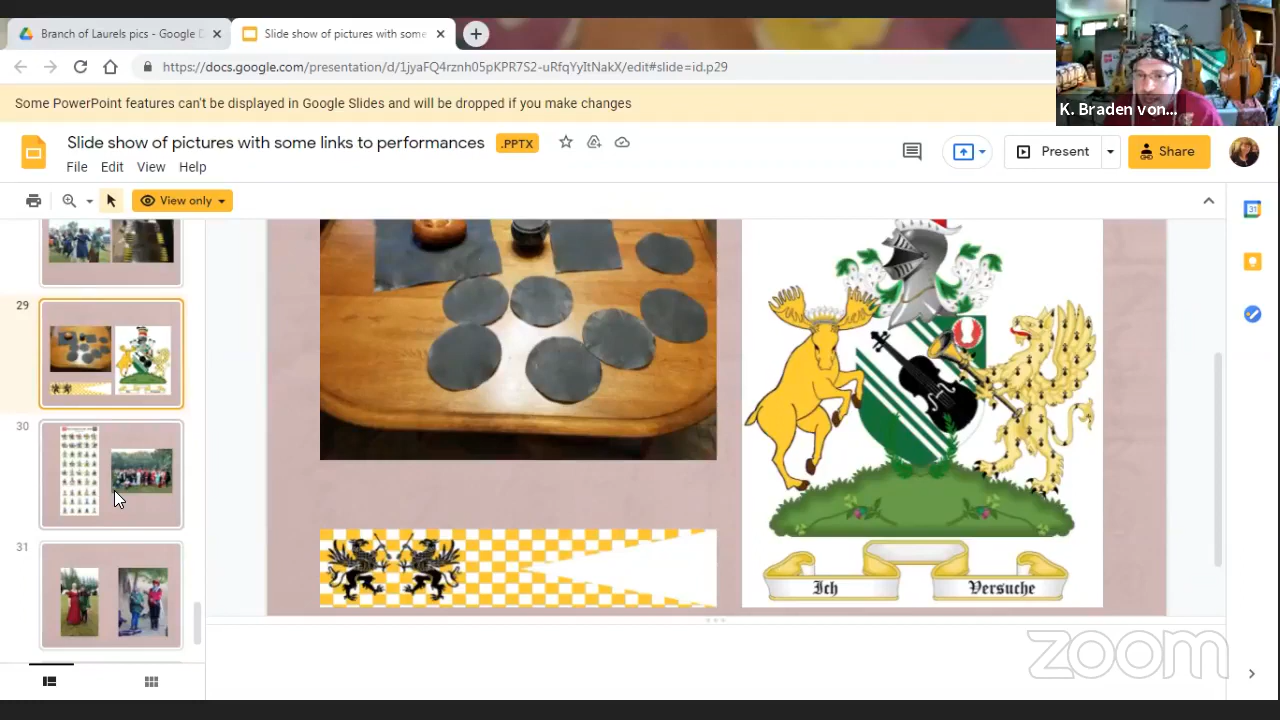 Branch of Laurels pics - Google D
Slide show of pictures with some
https://docs.google.com/presentation/d/1jyaFQ4rznh05pKPR7S2-uRfqYyItNakX/edit#slide=id.p29
K. Braden von...
Some PowerPoint features can't be displayed in Google Slides and will be dropped if you make changes
Slide show of pictures with some links to performances .PPTX
Present
Share
File Edit View Help
View only
31
29
30
31
Ich Versuche
zoom